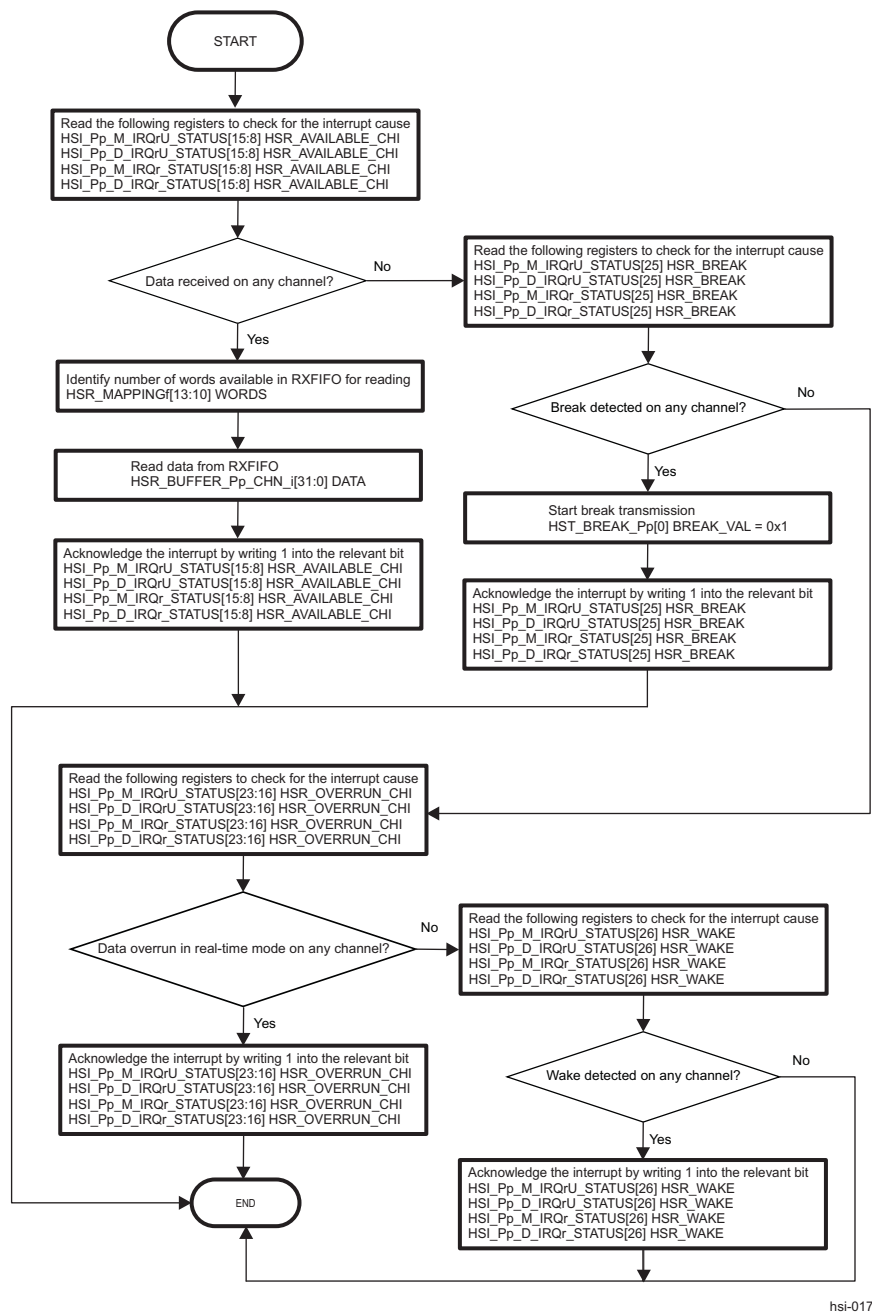 START
Read the following registers to check for the interrupt cause
HSI_Pp_M_IRQrU_STATUS[15:8] HSR_AVAILABLE_CHI
HSI_Pp_D_IRQrU_STATUS[15:8] HSR_AVAILABLE_CHI
HSI_Pp_M_IRQr_STATUS[15:8] HSR_AVAILABLE_CHI
HSI_Pp_D_IRQr_STATUS[15:8] HSR_AVAILABLE_CHI
Data received on any channel?
No
Yes
Read the following registers to check for the interrupt cause
HSI_Pp_M_IRQrU_STATUS[25] HSR_BREAK
HSI_Pp_D_IRQrU_STATUS[25] HSR_BREAK
HSI_Pp_M_IRQr_STATUS[25] HSR_BREAK
HSI_Pp_D_IRQr_STATUS[25] HSR_BREAK
Identify number of words available in RXFIFO for reading
HSR_MAPPINGf[13:10] WORDS
Break detected on any channel?
No
Yes
Read data from RXFIFO
HSR_BUFFER_Pp_CHN_i[31:0] DATA
Start break transmission
HST_BREAK_Pp[0] BREAK_VAL = 0x1
Acknowledge the interrupt by writing 1 into the relevant bit
HSI_Pp_M_IRQrU_STATUS[15:8] HSR_AVAILABLE_CHI
HSI_Pp_D_IRQrU_STATUS[15:8] HSR_AVAILABLE_CHI
HSI_Pp_M_IRQr_STATUS[15:8] HSR_AVAILABLE_CHI
HSI_Pp_D_IRQr_STATUS[15:8] HSR_AVAILABLE_CHI
Acknowledge the interrupt by writing 1 into the relevant bit
HSI_Pp_M_IRQrU_STATUS[25] HSR_BREAK
HSI_Pp_D_IRQrU_STATUS[25] HSR_BREAK
HSI_Pp_M_IRQr_STATUS[25] HSR_BREAK
HSI_Pp_D_IRQr_STATUS[25] HSR_BREAK
Read the following registers to check for the interrupt cause
HSI_Pp_M_IRQrU_STATUS[23:16] HSR_OVERRUN_CHI
HSI_Pp_D_IRQrU_STATUS[23:16] HSR_OVERRUN_CHI
HSI_Pp_M_IRQr_STATUS[23:16] HSR_OVERRUN_CHI
HSI_Pp_D_IRQr_STATUS[23:16] HSR_OVERRUN_CHI
Data overrun in real-time mode on any channel?
No
Yes
Read the following registers to check for the interrupt cause
HSI_Pp_M_IRQrU_STATUS[26] HSR_WAKE
HSI_Pp_D_IRQrU_STATUS[26] HSR_WAKE
HSI_Pp_M_IRQr_STATUS[26] HSR_WAKE
HSI_Pp_D_IRQr_STATUS[26] HSR_WAKE
Acknowledge the interrupt by writing 1 into the relevant bit
HSI_Pp_M_IRQrU_STATUS[23:16] HSR_OVERRUN_CHI
HSI_Pp_D_IRQrU_STATUS[23:16] HSR_OVERRUN_CHI
HSI_Pp_M_IRQr_STATUS[23:16] HSR_OVERRUN_CHI
HSI_Pp_D_IRQr_STATUS[23:16] HSR_OVERRUN_CHI
Wake detected on any channel?
No
Yes
Acknowledge the interrupt by writing 1 into the relevant bit
HSI_Pp_M_IRQrU_STATUS[26] HSR_WAKE
HSI_Pp_D_IRQrU_STATUS[26] HSR_WAKE
HSI_Pp_M_IRQr_STATUS[26] HSR_WAKE
HSI_Pp_D_IRQr_STATUS[26] HSR_WAKE
END
hsi-017